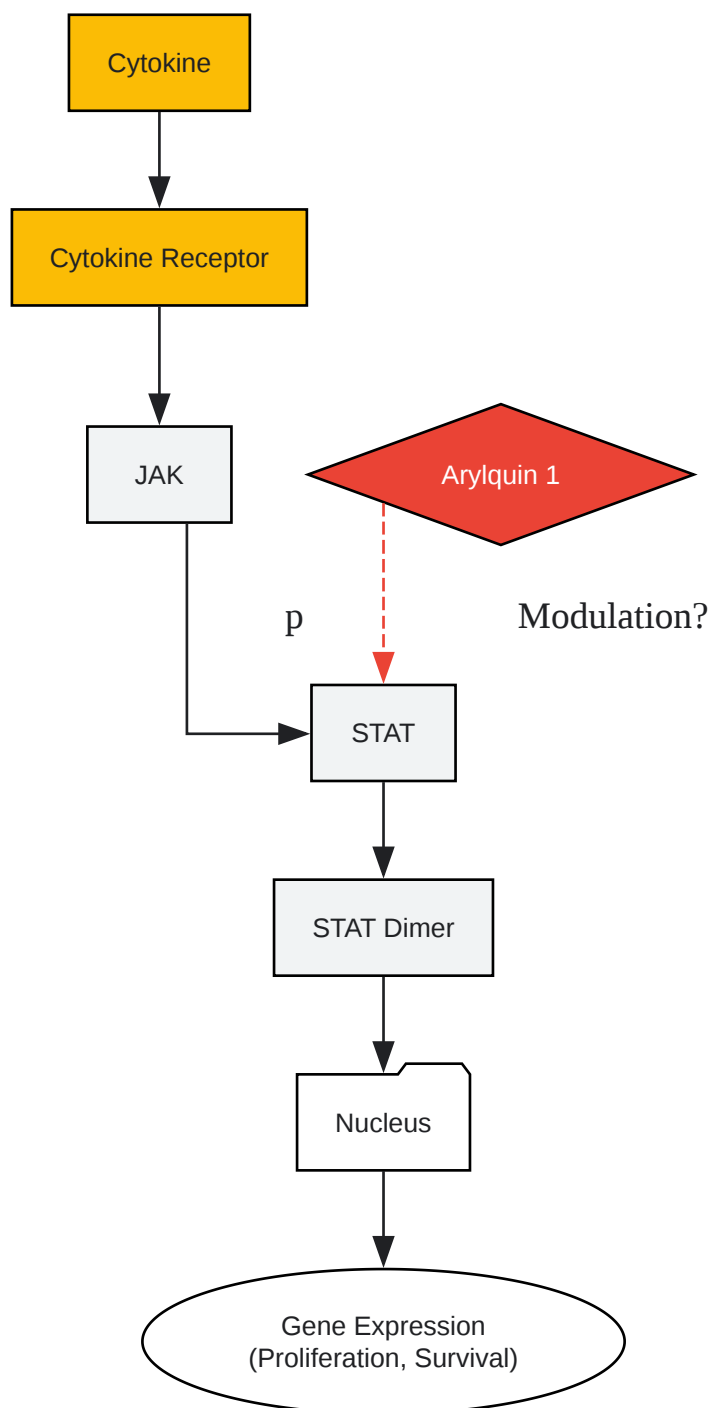 Cytokine
Cytokine Receptor
JAK
Arylquin 1
p
Modulation?
STAT
STAT Dimer
Nucleus
Gene Expression
(Proliferation, Survival)